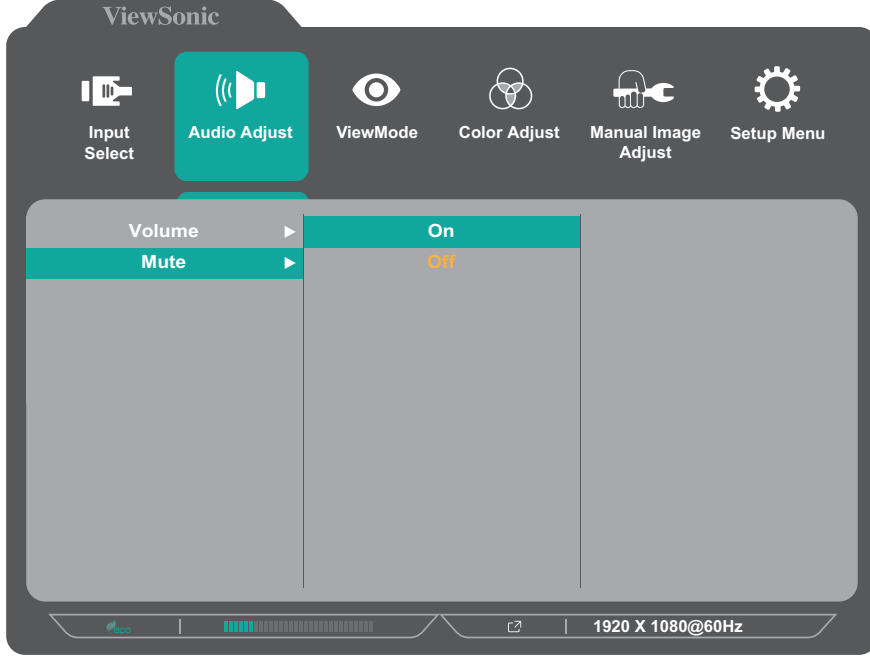 ViewSonic
Input
Select
Audio Adjust
ViewMode
Color Adjust
Manual Image
Adjust
Setup Menu
Volume
On
Mute
Off
eco
1920 X 1080@60Hz